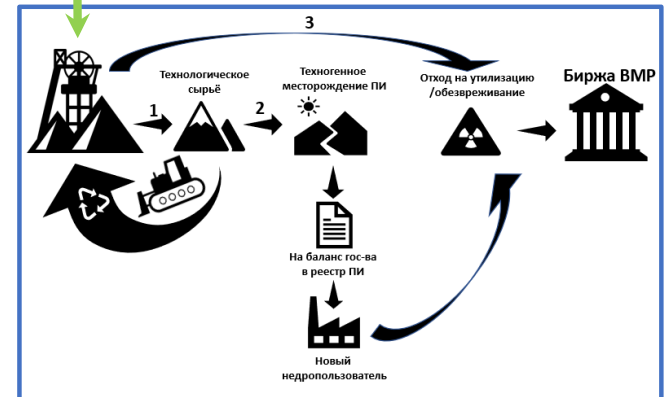 3
Технологическое
сырьё
Техногенное
месторождение ПИ
Отход на утилизацию
/обезвреживание
Биржа ВМР
1
2
На баланс гос-ва
в реестр ПИ
Новый
недропользователь